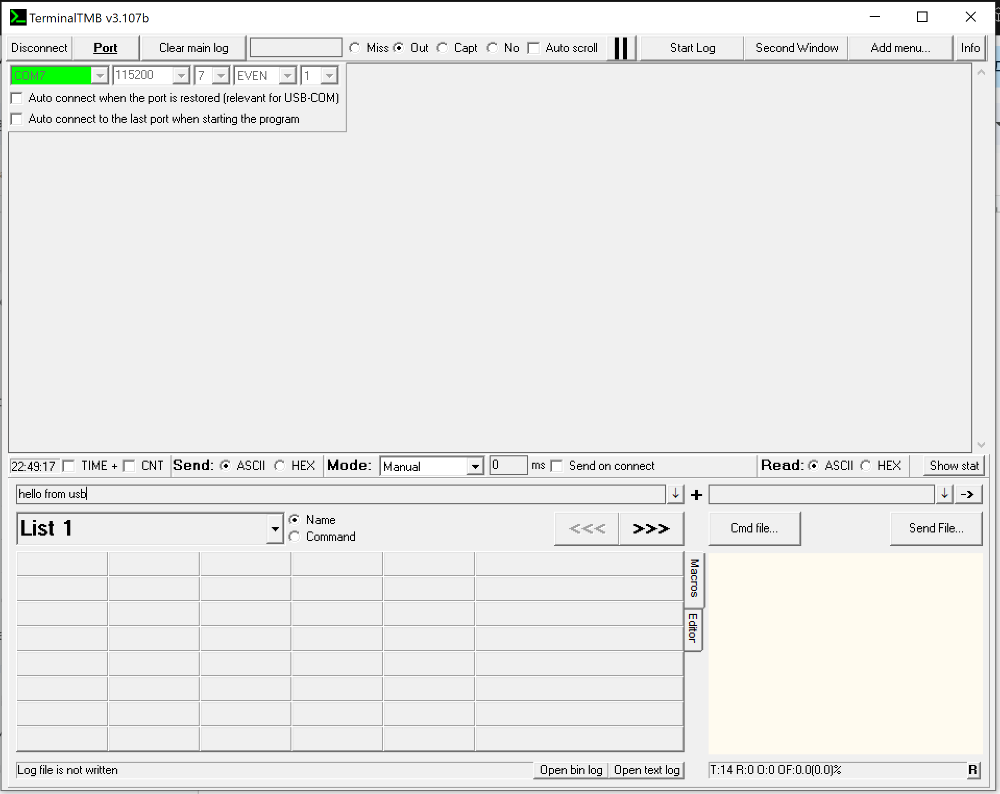 TerminalTMB v3.107b
Disconnect Port Clear main log Miss Out Capt No Auto scroll Start Log Second Window Add menu... Info
COM7 115200 7 EVEN 1
Auto connect when the port is restored (relevant for USB-COM)
Auto connect to the last port when starting the program
22:49:17 TIME + CNT Send: ASCII HEX Mode: Manual 0 ms Send on connect Read: ASCII HEX Show stat
hello from usb ↓ + ↓ ->
List 1 Name <<< >>> Cmd file... Send File...
Command
Macros
Editor
Log file is not written Open bin log Open text log T:14 R:0 O:0 OF:0.0(0.0)% R